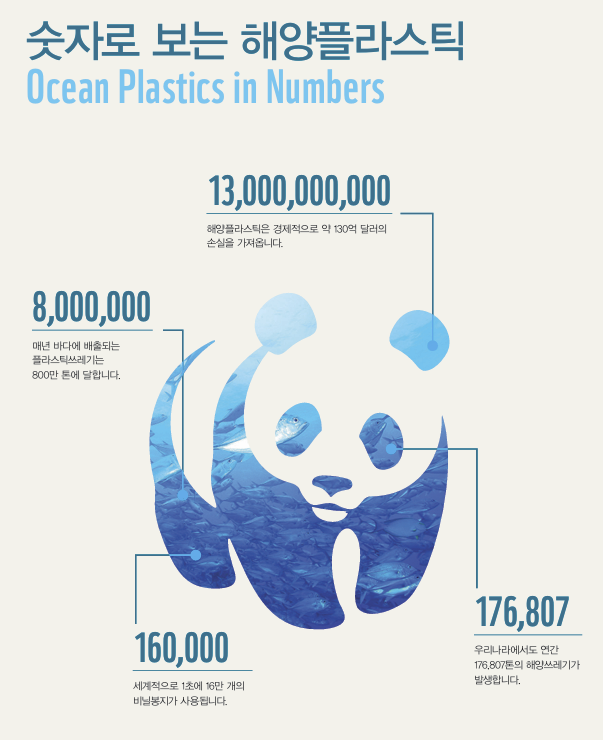 숫자로 보는 해양플라스틱
Ocean Plastics in Numbers
13,000,000,000
해양플라스틱은 경제적으로 약 130억 달러의
손실을 가져옵니다.
8,000,000
매년 바다에 배출되는
플라스틱쓰레기는
800만 톤에 달합니다.
176,807
우리나라에서도 연간
176,807톤의 해양쓰레기가
발생합니다.
160,000
세계적으로 1초에 16만 개의
비닐봉지가 사용됩니다.